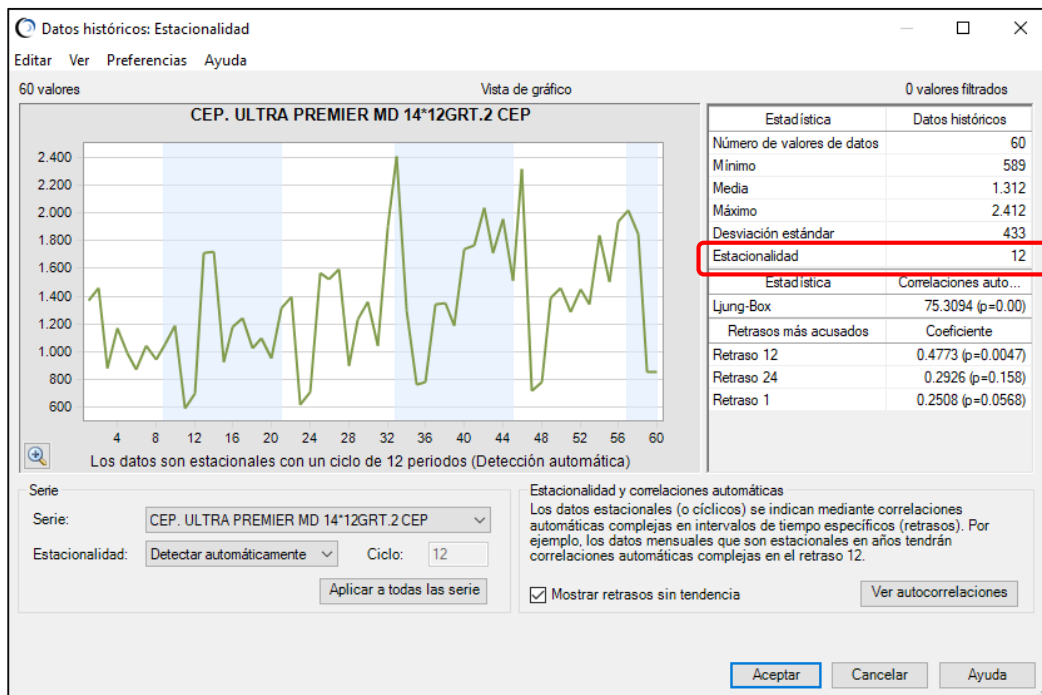 Datos históricos: Estacionalidad
Editar Ver Preferencias Ayuda
60 valores Vista de gráfico 0 valores filtrados
CEP. ULTRA PREMIER MD 14*12GRT.2 CEP
2.400
2.200
2.000
1.800
1.600
1.400
1.200
1.000
800
600
4 8 12 16 20 24 28 32 36 40 44 48 52 56 60
Los datos son estacionales con un ciclo de 12 periodos (Detección automática)
Estadística Datos históricos
Número de valores de datos 60
Mínimo 589
Media 1.312
Máximo 2.412
Desviación estándar 433
Estacionalidad 12
Estadística Correlaciones auto...
Ljung-Box 75.3094 (p=0.00)
Retrasos más acusados Coeficiente
Retraso 12 0.4773 (p=0.0047)
Retraso 24 0.2926 (p=0.158)
Retraso 1 0.2508 (p=0.0568)
Serie
Serie: CEP. ULTRA PREMIER MD 14*12GRT.2 CEP
Estacionalidad: Detectar automáticamente Ciclo: 12
Aplicar a todas las serie
Estacionalidad y correlaciones automáticas
Los datos estacionales (o cíclicos) se indican mediante correlaciones
automáticas complejas en intervalos de tiempo específicos (retrasos). Por
ejemplo, los datos mensuales que son estacionales en años tendrán
correlaciones automáticas complejas en el retraso 12.
Mostrar retrasos sin tendencia Ver autocorrelaciones
Aceptar Cancelar Ayuda